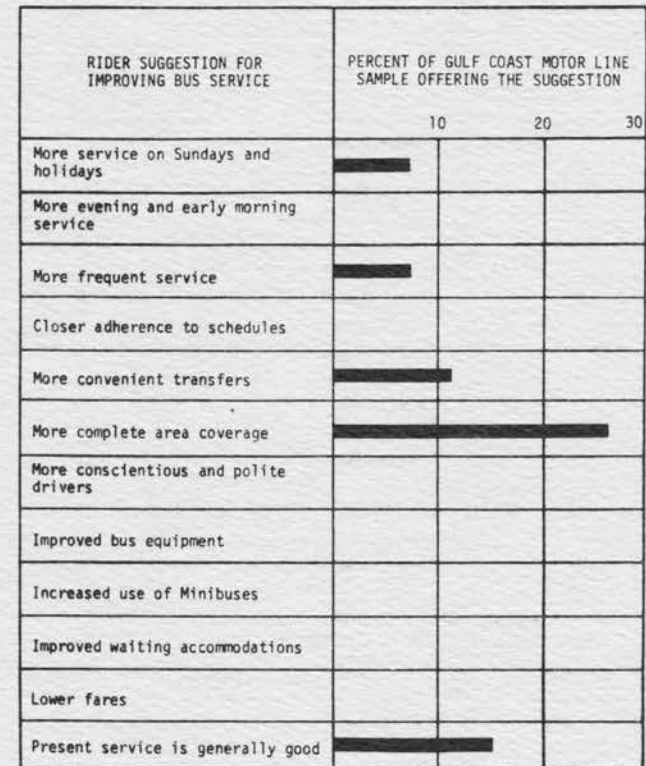 RIDER SUGGESTION FOR
IMPROVING BUS SERVICE
PERCENT OF GULF COAST MOTOR LINE
SAMPLE OFFERING THE SUGGESTION
10 20 30
More service on Sundays and
holidays
More evening and early morning
service
More frequent service
Closer adherence to schedules
More convenient transfers
More complete area coverage
More conscientious and polite
drivers
Improved bus equipment
Increased use of Minibuses
Improved waiting accommodations
Lower fares
Present service is generally good